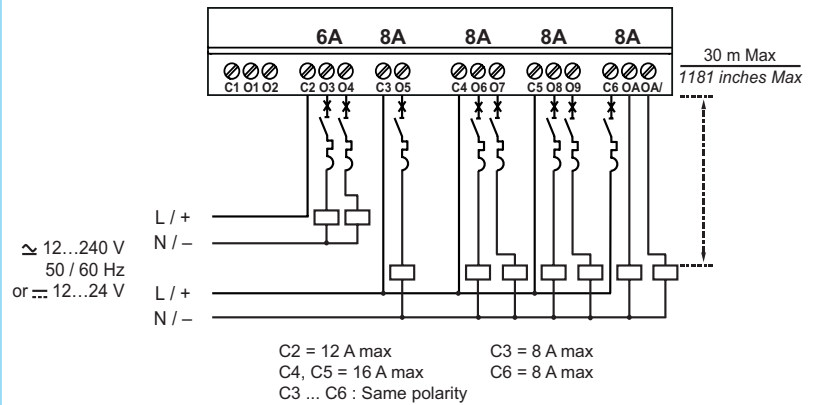 6A 8A 8A 8A 8A
30 m Max
1181 inches Max
C1 O1 O2 C2 O3 O4 C3 O5 C4 O6 O7 C5 O8 O9 C6 OA OA/
L / +
N / –
≃ 12...240 V
50 / 60 Hz
or ⎓ 12...24 V
L / +
N / –
C2 = 12 A max C3 = 8 A max
C4, C5 = 16 A max C6 = 8 A max
C3 ... C6 : Same polarity